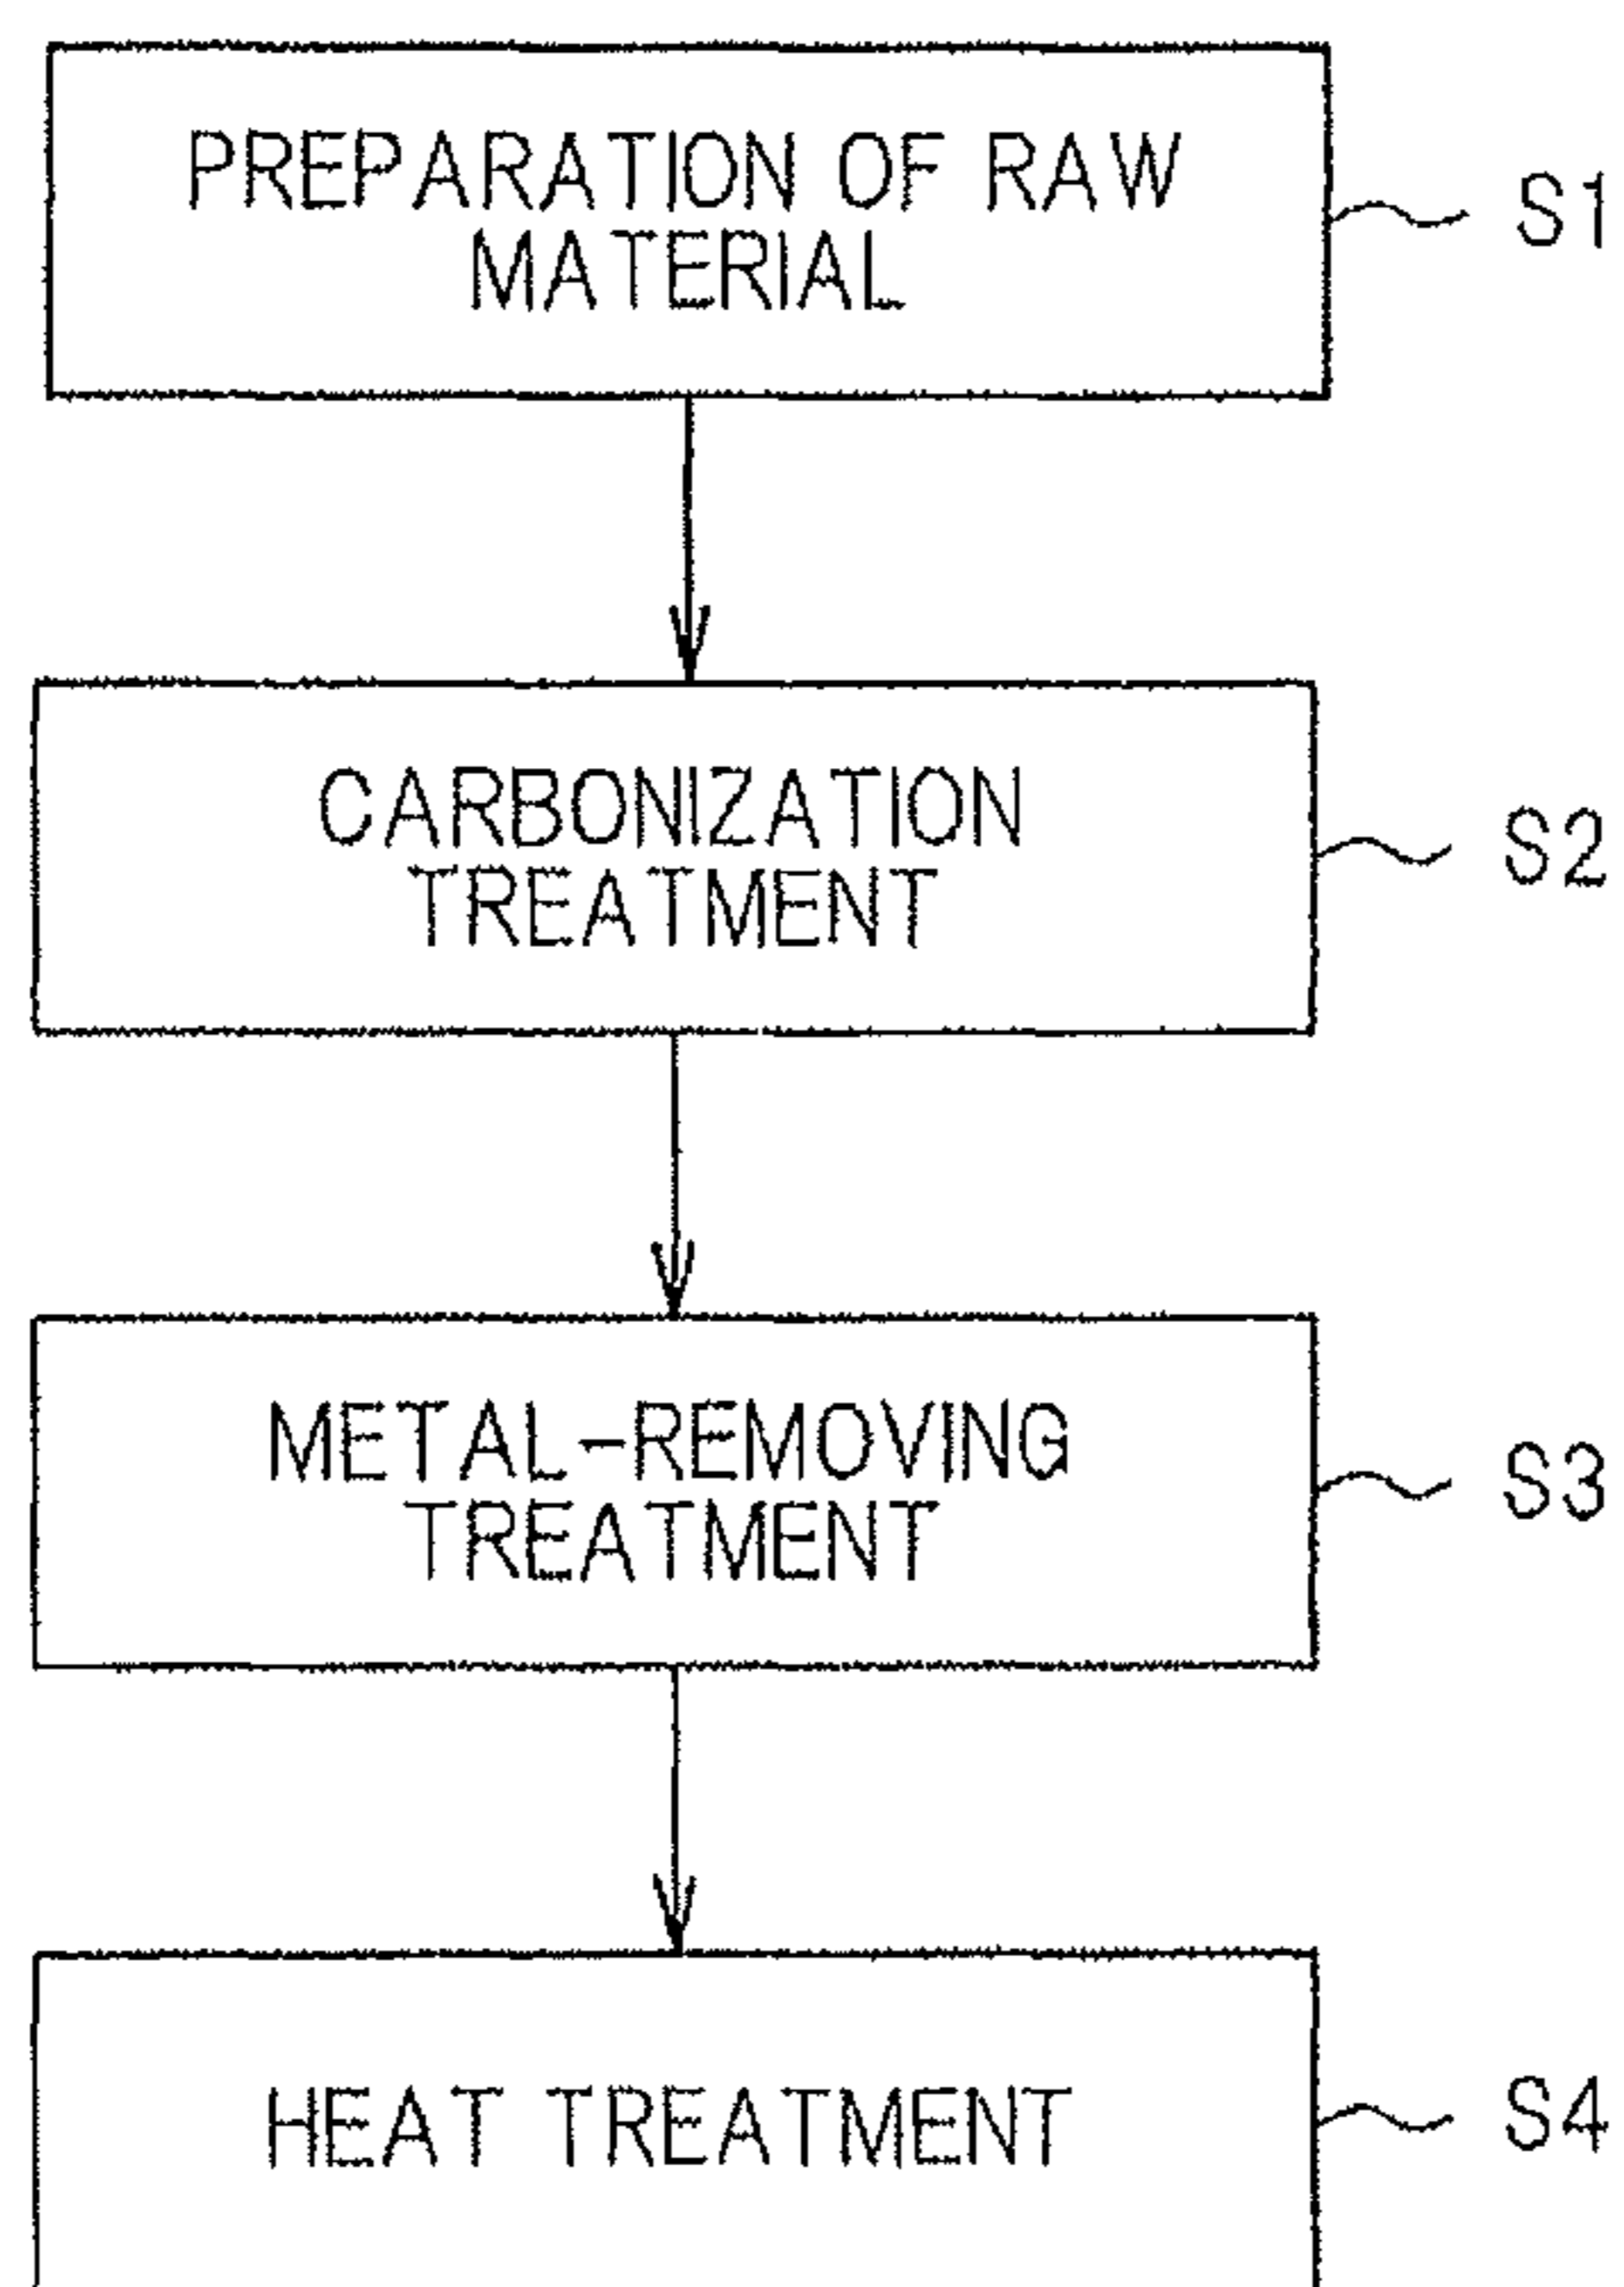 PREPARATION OF RAW
MATERIAL
S1
CARBONIZATION
TREATMENT
S2
METAL-REMOVING
TREATMENT
S3
HEAT TREATMENT
S4